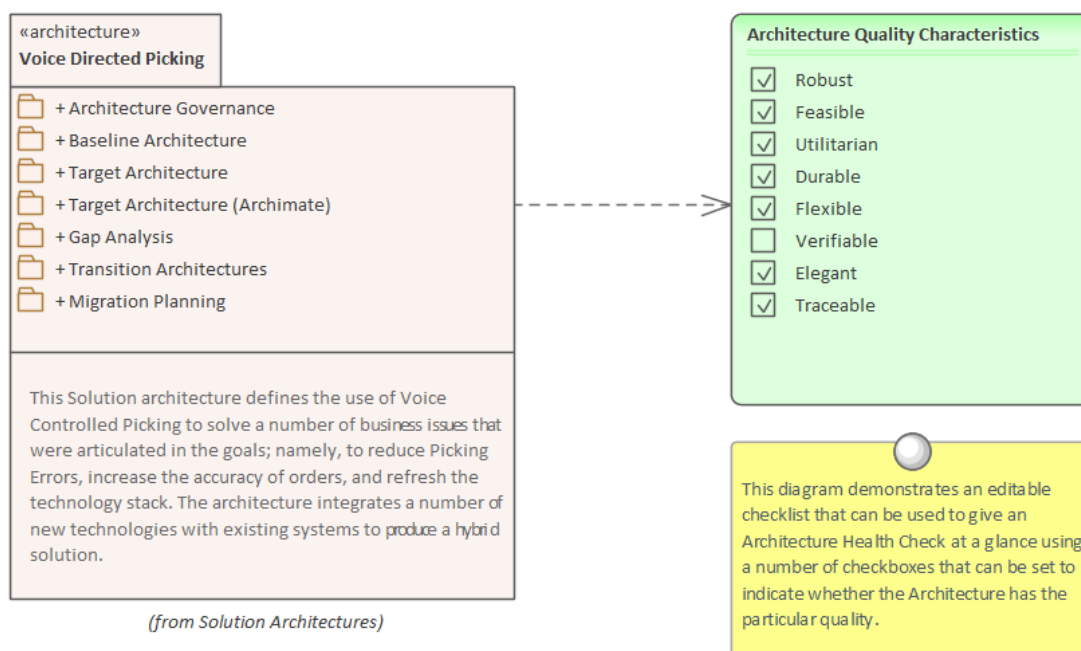 «architecture»
Voice Directed Picking
+ Architecture Governance
+ Baseline Architecture
+ Target Architecture
+ Target Architecture (Archimate)
+ Gap Analysis
+ Transition Architectures
+ Migration Planning
This Solution architecture defines the use of Voice
Controlled Picking to solve a number of business issues that
were articulated in the goals; namely, to reduce Picking
Errors, increase the accuracy of orders, and refresh the
technology stack. The architecture integrates a number of
new technologies with existing systems to produce a hybrid
solution.
(from Solution Architectures)
Architecture Quality Characteristics
Robust
Feasible
Utilitarian
Durable
Flexible
Verifiable
Elegant
Traceable
This diagram demonstrates an editable
checklist that can be used to give an
Architecture Health Check at a glance using
a number of checkboxes that can be set to
indicate whether the Architecture has the
particular quality.